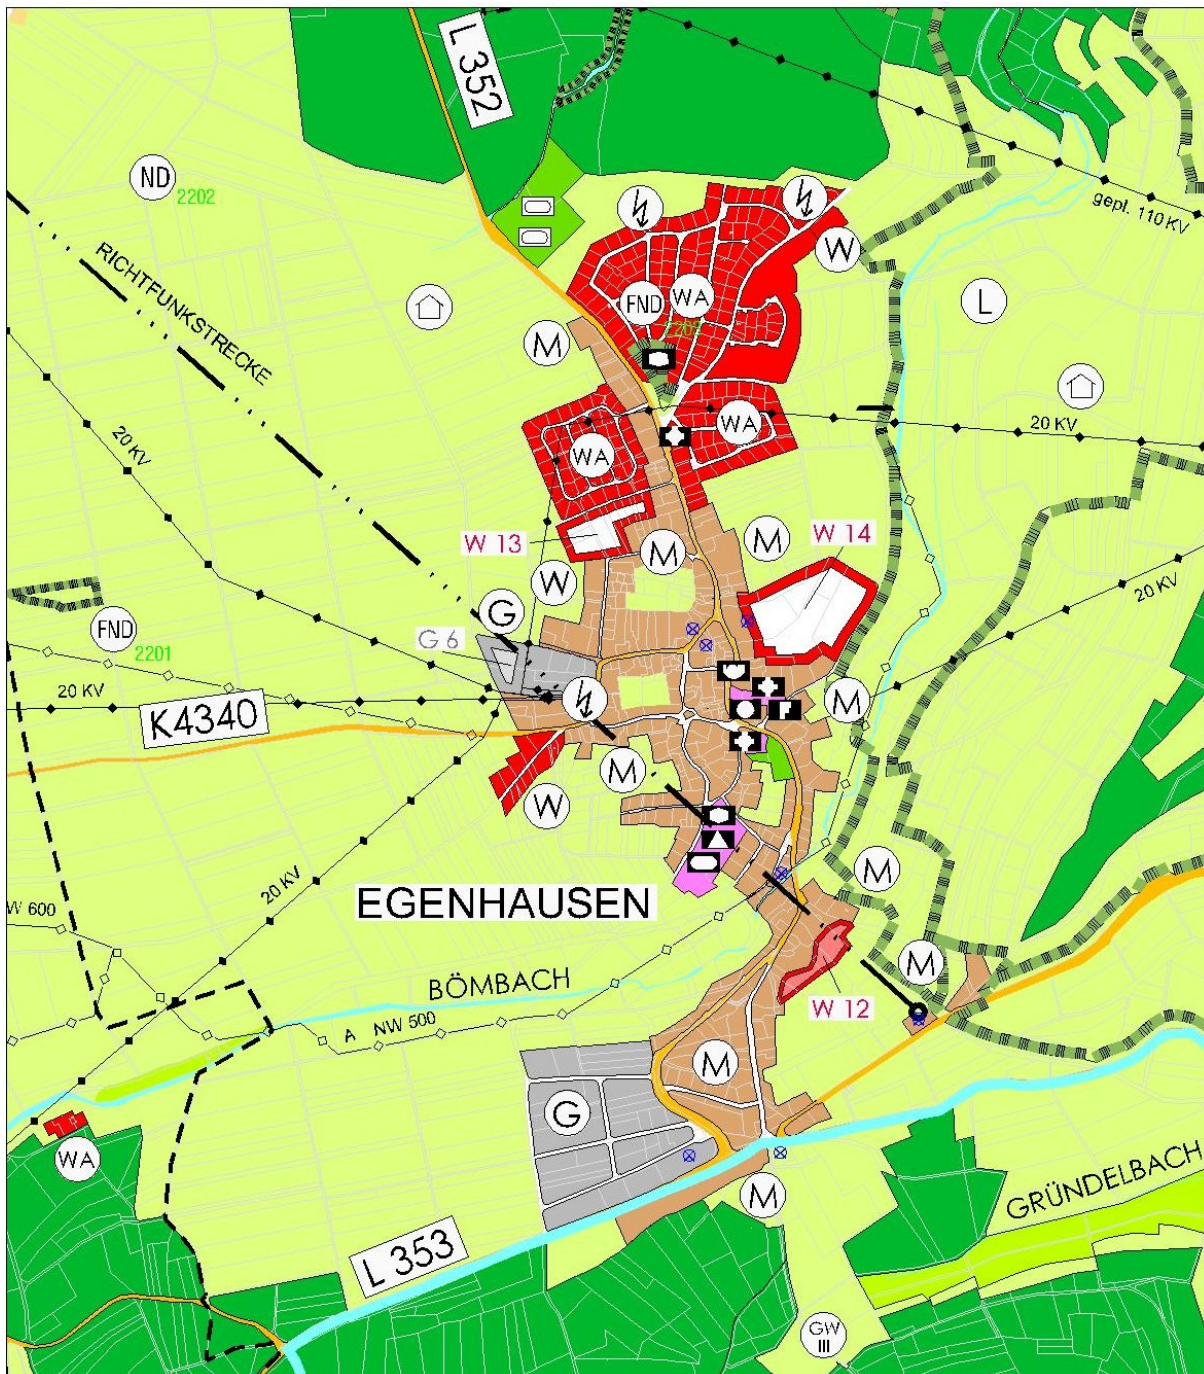 L 352
ND
2202
gepl. 110 KV
RICHTFUNKSTRECKE
W
FND
WA
2203
L
M
20 KV
WA
WA
20 KV
W 13
M
M
W 14
W
G
G 6
20 KV
FND
2201
20 KV
K4340
M
M
W
M
20 KV
EGENHAUSEN
W 600
M
BÖMBACH
A NW 500
W 12
M
G
WA
M
GRÜNDELBACH
L 353
GW
III